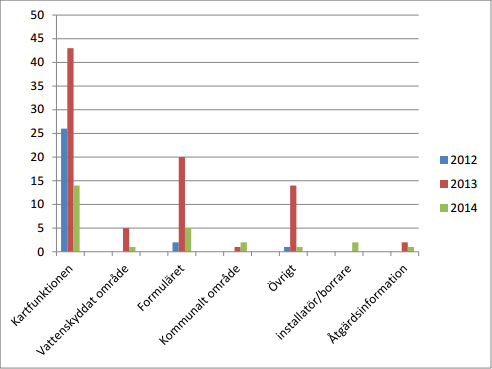 50
45
40
35
30
25
20
15
10
5
0
Kartfunktionen
Vattenskyddat område
Formuläret
Kommunalt område
Övrigt
installatör/borrare
Åtgärdsinformation
2012
2013
2014